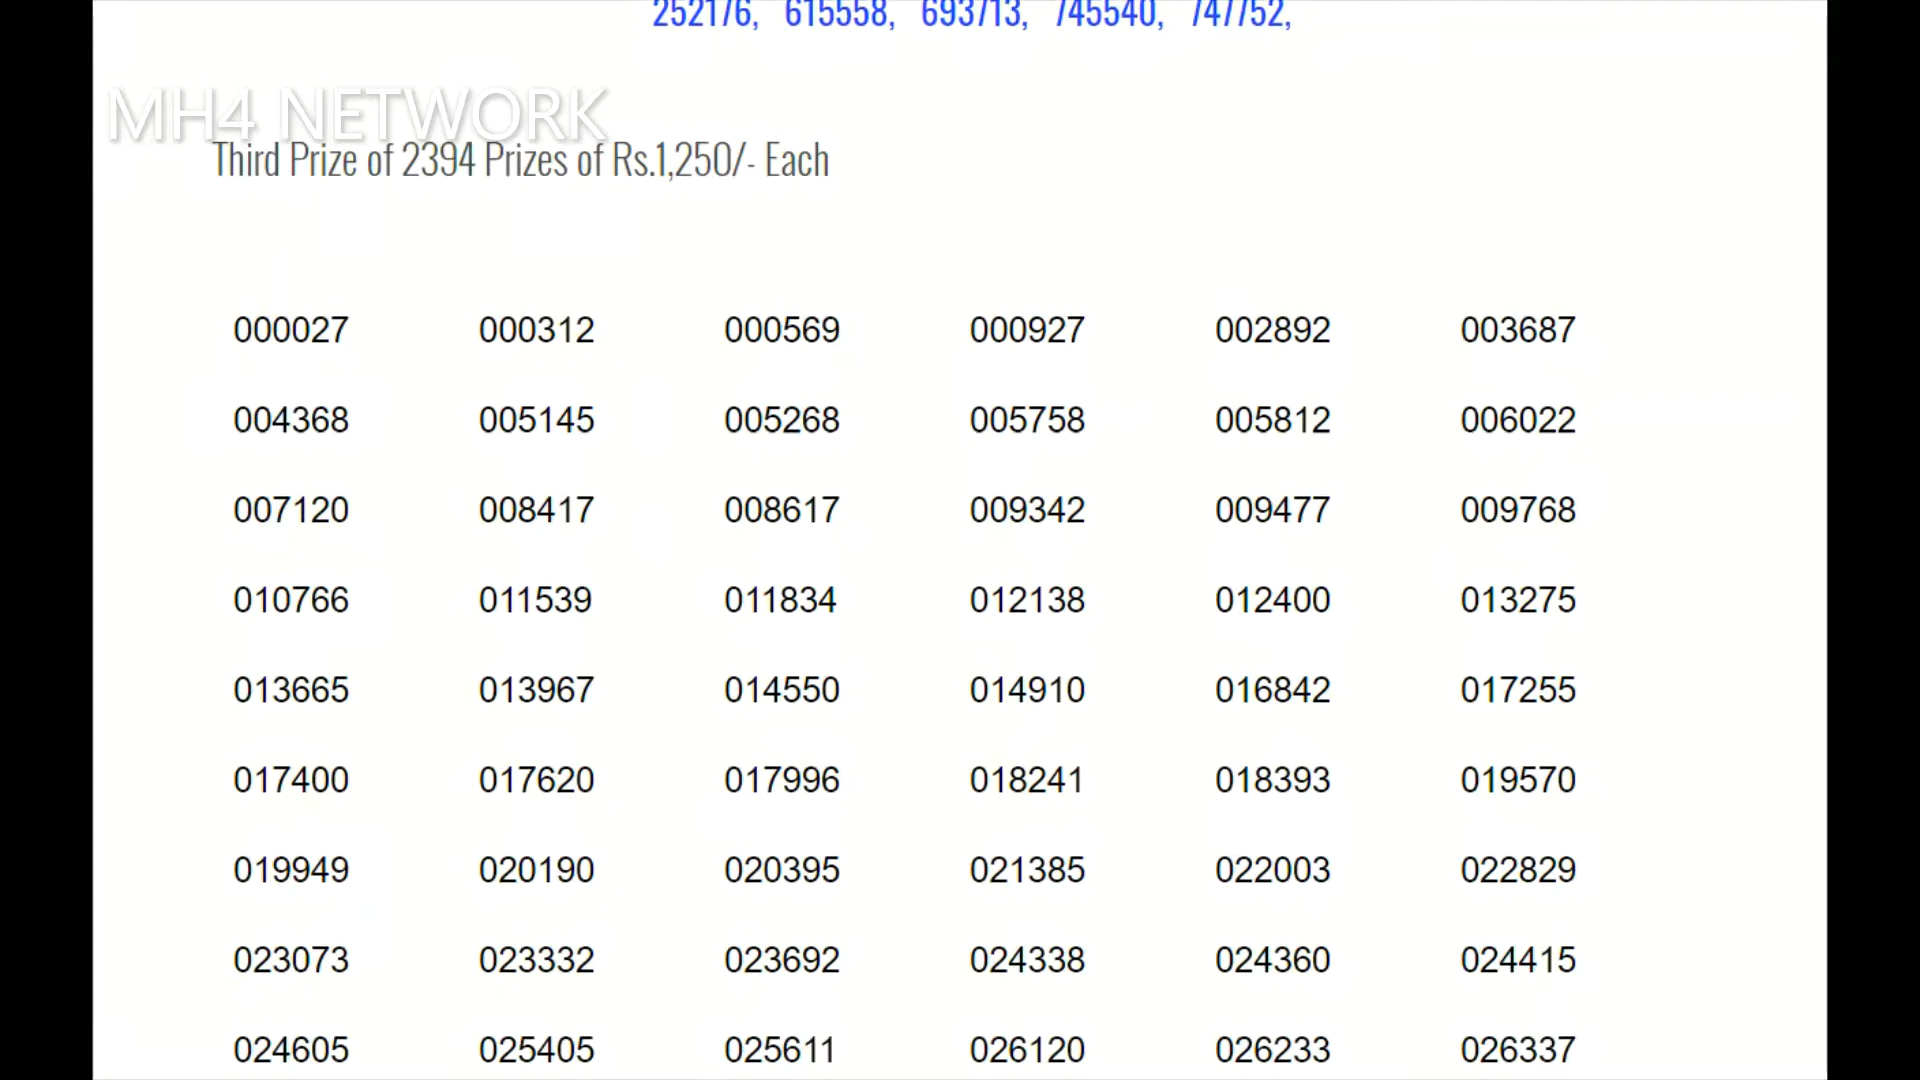 252176, 615558, 693713, 745540, 747752,
MH4 NETWORK
Third Prize of 2394 Prizes of Rs.1,250/- Each
000027 000312 000569 000927 002892 003687
004368 005145 005268 005758 005812 006022
007120 008417 008617 009342 009477 009768
010766 011539 011834 012138 012400 013275
013665 013967 014550 014910 016842 017255
017400 017620 017996 018241 018393 019570
019949 020190 020395 021385 022003 022829
023073 023332 023692 024338 024360 024415
024605 025405 025611 026120 026233 026337